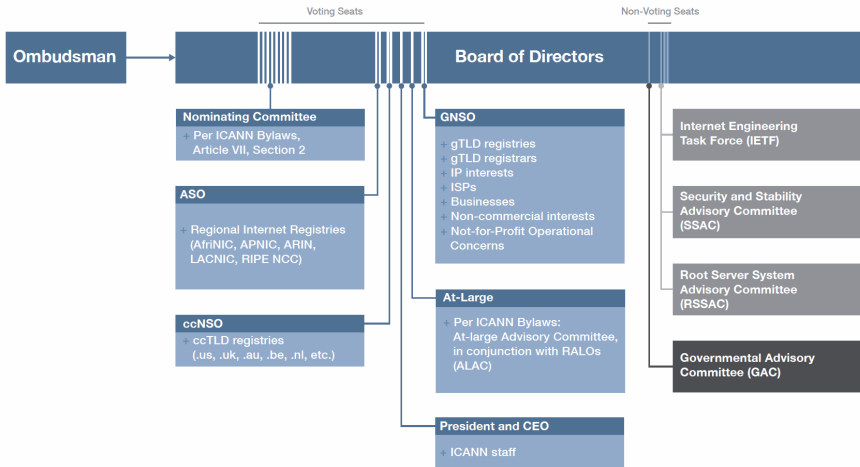 Voting Seats
Non-Voting Seats
Ombudsman
Board of Directors
Nominating Committee
+ Per ICANN Bylaws,
Article VII, Section 2
ASO
+ Regional Internet Registries
(AfriNIC, APNIC, ARIN,
LACNIC, RIPE NCC)
ccNSO
+ ccTLD registries
(.us, .uk, .au, .be, .nl, etc.)
GNSO
+ gTLD registries
+ gTLD registrars
+ IP interests
+ ISPs
+ Businesses
+ Non-commercial interests
+ Not-for-Profit Operational
Concerns
At-Large
+ Per ICANN Bylaws:
At-large Advisory Committee,
in conjunction with RALOs
(ALAC)
President and CEO
+ ICANN staff
Internet Engineering
Task Force (IETF)
Security and Stability
Advisory Committee
(SSAC)
Root Server System
Advisory Committee
(RSSAC)
Governmental Advisory
Committee (GAC)